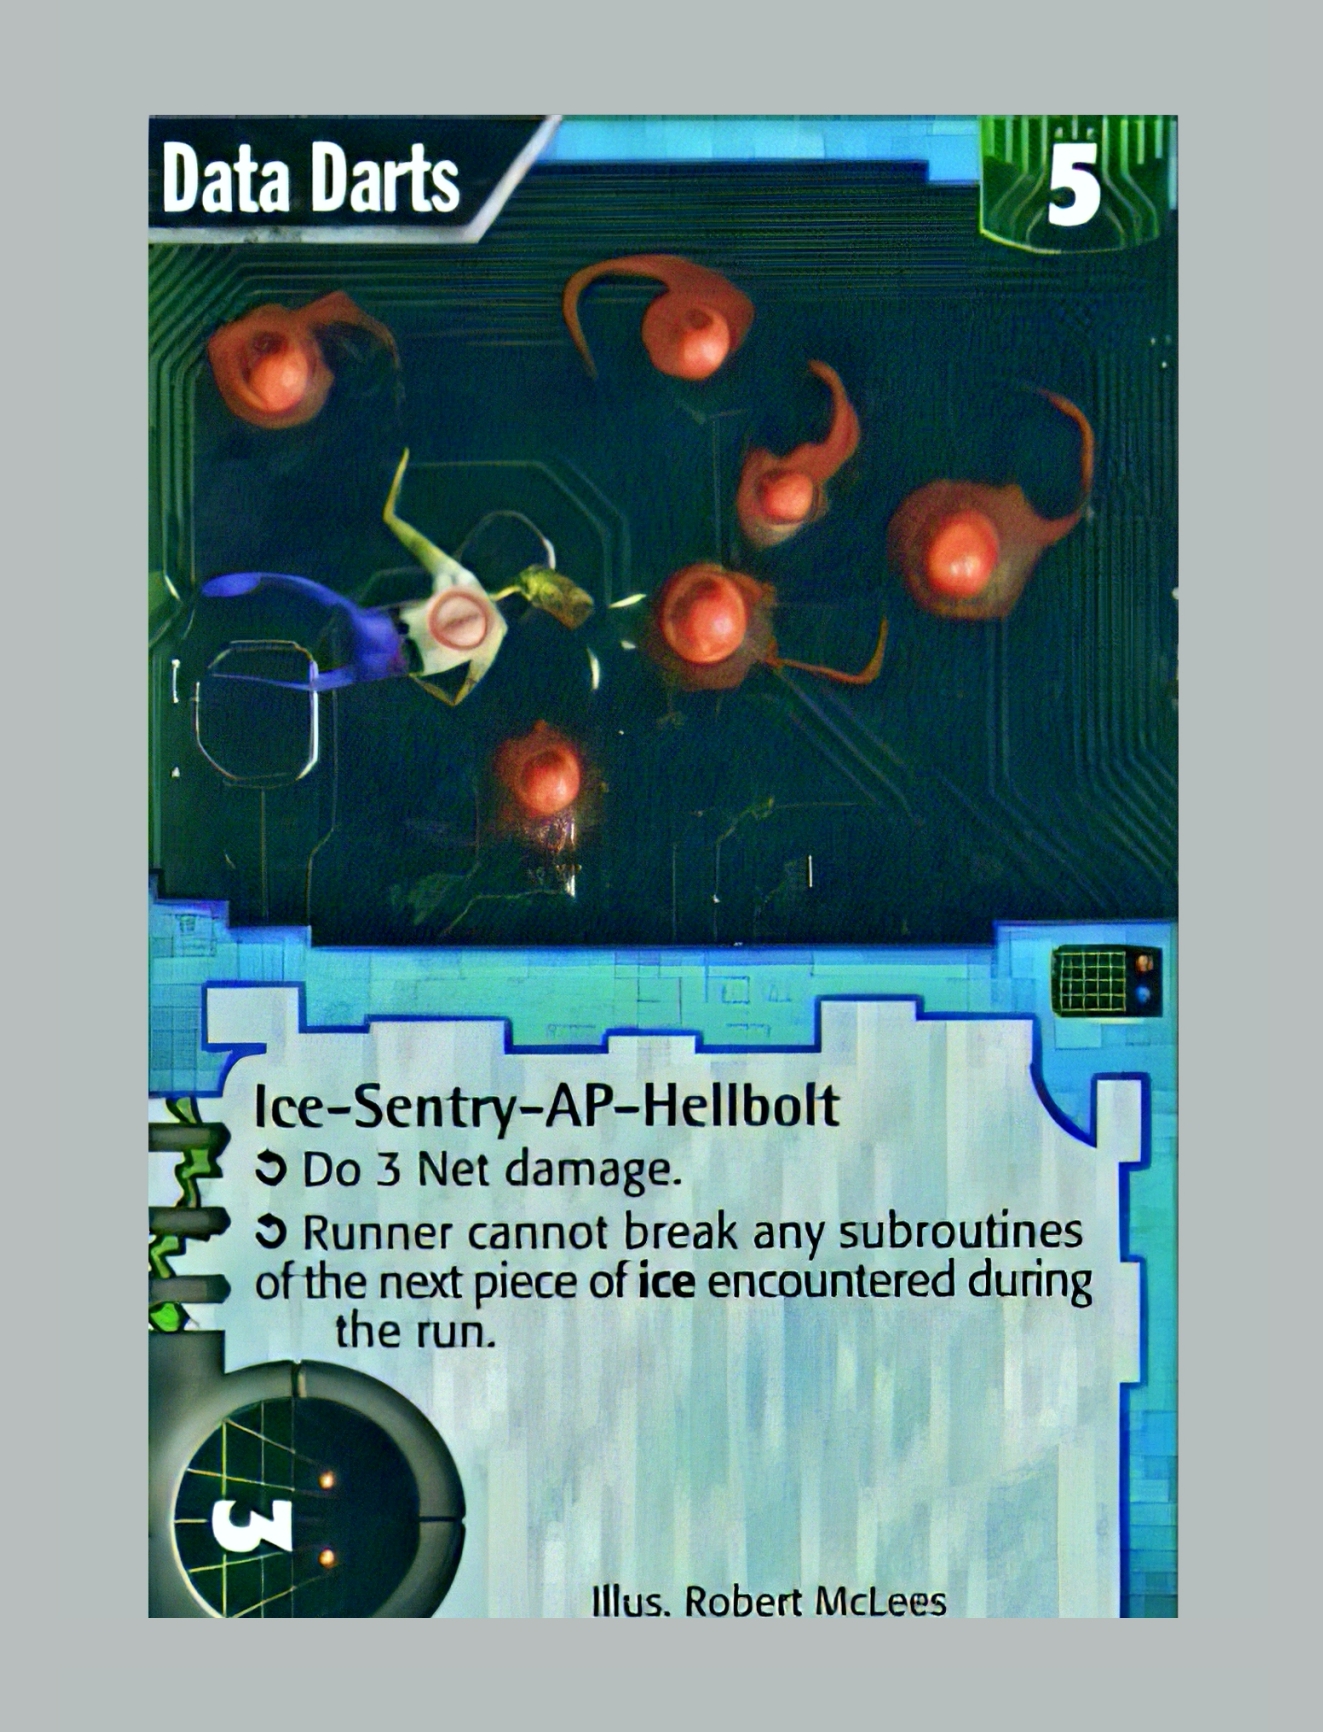 Data Darts
5
Ice-Sentry-AP-Hellbolt
Do 3 Net damage.
Runner cannot break any subroutines
of the next piece of ice encountered during
the run.
3
Illus. Robert McLees